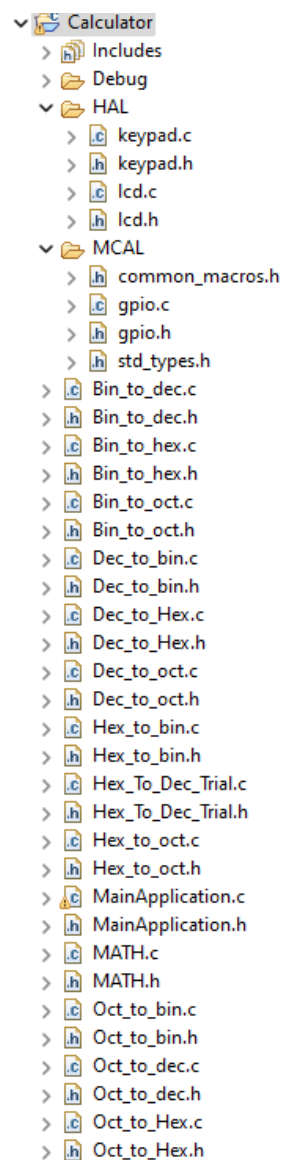 Calculator
Includes
Debug
HAL
keypad.c
keypad.h
lcd.c
lcd.h
MCAL
common_macros.h
gpio.c
gpio.h
std_types.h
Bin_to_dec.c
Bin_to_dec.h
Bin_to_hex.c
Bin_to_hex.h
Bin_to_oct.c
Bin_to_oct.h
Dec_to_bin.c
Dec_to_bin.h
Dec_to_Hex.c
Dec_to_Hex.h
Dec_to_oct.c
Dec_to_oct.h
Hex_to_bin.c
Hex_to_bin.h
Hex_To_Dec_Trial.c
Hex_To_Dec_Trial.h
Hex_to_oct.c
Hex_to_oct.h
MainApplication.c
MainApplication.h
MATH.c
MATH.h
Oct_to_bin.c
Oct_to_bin.h
Oct_to_dec.c
Oct_to_dec.h
Oct_to_Hex.c
Oct_to_Hex.h